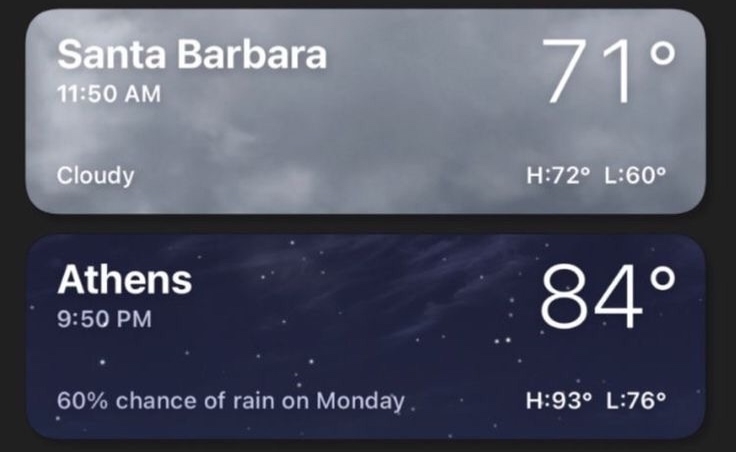 Santa Barbara 71°
11:50 AM
Cloudy H:72° L:60°
Athens 84°
9:50 PM
60% chance of rain on Monday H:93° L:76°